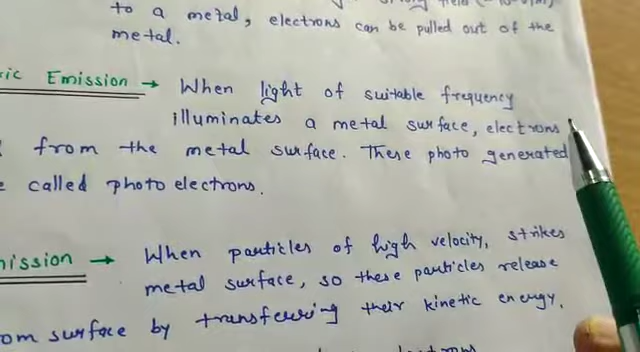 to a metal, electrons can be pulled out of the
metal.
ic Emission → When light of suitable frequency
illuminates a metal surface, electrons
from the metal surface. These photo generated
called photo electrons.
ission → When particles of high velocity, strikes
metal surface, so these particles release
om surface by transferring their kinetic energy.